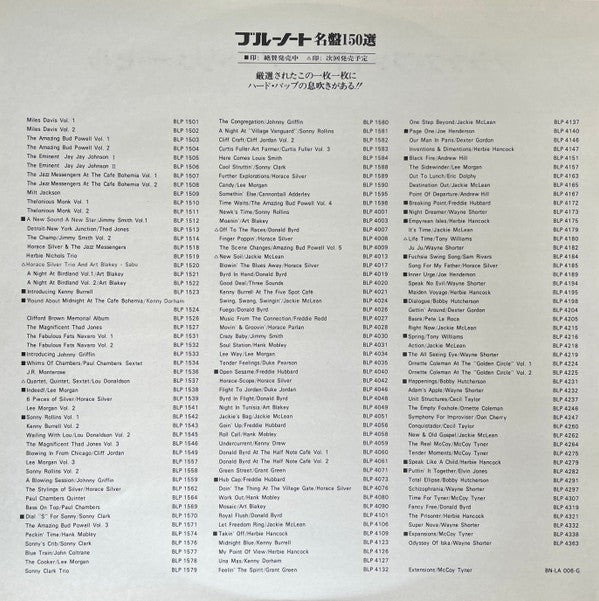 ブルーノート名盤150選
■印: 絶賛発売中 △印: 次回発売予定
厳選されたこの一枚一枚に
ハード・バップの息吹きがある!!
Miles Davis Vol. 1 BLP 1501
Miles Davis Vol. 2 BLP 1502
The Amazing Bud Powell Vol. 1 BLP 1503
The Amazing Bud Powell Vol. 2 BLP 1504
The Eminent Jay Jay Johnson I BLP 1505
The Eminent Jay Jay Johnson II BLP 1506
The Jazz Messengers At the Cafe Bohemia Vol. 1 BLP 1507
The Jazz Messengers At The Cafe Bohemia Vol. 2 BLP 1508
Milt Jackson BLP 1509
Thelonious Monk Vol. 1 BLP 1510
Thelonious Monk Vol. 2 BLP 1511
■A New Sound A New Star/Jimmy Smith Vol.1 BLP 1512
Detroit-New York Junction/Thad Jones BLP 1513
The Champ/Jimmy Smith Vol. 2 BLP 1514
Horace Silver & The Jazz Messengers BLP 1518
Herbie Nichols Trio BLP 1519
△Horace Silver Trio And Art Blakey - Sabu BLP 1520
A Night At Birdland Vol.1/Art Blakey BLP 1521
A Night At Birdland Vol. 2/Art Blakey BLP 1522
■Introducing Kenny Burrell BLP 1523
■'Round About Midnight At The Cafe Bohemia/Kenny Dorham
BLP 1524
Clifford Brown Memorial Album BLP 1526
The Magnificent Thad Jones BLP 1527
The Fabulous Fats Navaro Vol. 1 BLP 1531
The Fabulous Fats Navaro Vol. 2 BLP 1532
■Introducing Johnny Griffin BLP 1533
■Whims Of Chambers/Paul Chambers Sextet BLP 1534
J.R. Monterose BLP 1536
△Quartet, Quintet, Sextet/Lou Donaldson BLP 1537
■Indeed!/Lee Morgan BLP 1538
6 Pieces of Silver/Horace Silver BLP 1539
Lee Morgan Vol. 2 BLP 1541
■Sonny Rollins Vol. 1 BLP 1542
Kenny Burrell Vol. 2 BLP 1543
Wailing With Lou/Lou Donaldson Vol. 2 BLP 1545
The Magnificent Thad Jones Vol. 3 BLP 1546
Blowing In From Chicago/Cliff Jordan BLP 1549
Lee Morgan Vol. 3 BLP 1557
Sonny Rollins Vol. 2 BLP 1558
A Blowing Session/Johnny Griffin BLP 1559
The Stylings of Silver/Horace Silver BLP 1562
Paul Chambers Quintet BLP 1564
Bass On Top/Paul Chambers BLP 1569
■Dial "S" For Sonny/Sonny Clark BLP 1570
The Amazing Bud Powell Vol. 3 BLP 1571
Peckin' Time/Hank Mobley BLP 1574
Sonny's Crib/Sonny Clark BLP 1576
Blue Train/John Coltrane BLP 1577
The Cooker/Lee Morgan BLP 1578
Sonny Clark Trio BLP 1579
The Congregation/Johnny Griffin BLP 1580
A Night At "Village Vanguard"/Sonny Rollins BLP 1581
Cliff Craft/Cliff Jordan Vol. 2 BLP 1582
Curtis Fuller-Art Farmer/Curtis Fuller Vol. 3 BLP 1583
Here Comes Louis Smith BLP 1584
Cool Struttin'/Sonny Clark BLP 1588
Further Explorations/Horace Silver BLP 1589
Candy/Lee Morgan BLP 1590
Somethin' Else/Cannonball Adderley BLP 1595
Time Waits/The Amazing Bud Powell Vol. 4 BLP 1598
Newk's Time/Sonny Rollins BLP 4001
Moanin'/Art Blakey BLP 4003
△Off To The Races/Donald Byrd BLP 4007
Finger Poppin'/Horace Silver BLP 4008
The Scene Changes/Amazing Bud Powell Vol. 5 BLP 4009
△New Soil/Jackie McLean BLP 4013
Blowin' The Blues Away/Horace Silver BLP 4017
Byrd In Hand/Donald Byrd BLP 4019
Good Deal/Three Sounds BLP 4020
Kenny Burrell At The Five Spot Café BLP 4021
Swing, Swang, Swingin'/Jackie McLean BLP 4024
Fuego/Donald Byrd BLP 4026
Music From The Connection/Freddie Redd BLP 4027
Movin' & Groovin'/Horace Parlan BLP 4028
Crazy Baby/Jimmy Smith BLP 4030
Soul Station/Hank Mobley BLP 4031
Lee Way/Lee Morgan BLP 4034
Tender Feelings/Duke Pearson BLP 4035
■Open Sesame/Freddie Hubbard BLP 4040
Horace-Scope/Horace Silver BLP 4042
Flight To Jordan/Duke Jordan BLP 4046
Byrd In Flight/Donald Byrd BLP 4048
Night In Tunisia/Art Blakey BLP 4049
Jackie's Bag/Jackie McLean BLP 4051
Goin' Up/Freddie Hubbard BLP 4056
Roll Call/Hank Mobley BLP 4058
Undercurrent/Kenny Drew BLP 4059
Donald Byrd At The Half Note Café Vol. 1 BLP 4060
Donald Byrd At The Half Note Café Vol. 2 BLP 4061
Green Street/Grant Green BLP 4071
■Hub Cap/Freddie Hubbard BLP 4073
Doin' The Thing At The Village Gate/Horace Silver BLP 4076
Work Out/Hank Mobley BLP 4080
Mosaic/Art Blakey BLP 4090
Royal Flush/Donald Byrd BLP 4101
Let Freedom Ring/Jackie McLean BLP 4106
■Takin' Off/Herbie Hancock BLP 4109
Midnight Blue/Kenny Burrell BLP 4123
My Point Of View/Herbie Hancock BLP 4126
Una Mas/Kenny Dorham BLP 4127
Feelin' The Spirit/Grant Green BLP 4132
One Step Beyond/Jackie McLean BLP 4137
■Page One/Joe Henderson BLP 4140
Our Man In Paris/Dexter Gordon BLP 4146
Inventions & Dimentions/Herbie Hancock BLP 4147
■Black Fire/Andrew Hill BLP 4151
The Sidewinder/Lee Morgan BLP 4157
Out To Lunch/Eric Dolphy BLP 4163
Destination Out/Jackie McLean BLP 4165
Point Of Departure/Andrew Hill BLP 4167
■Breaking Point/Freddie Hubbard BLP 4172
■Night Dreamer/Wayne Shorter BLP 4173
■Empyrean Isles/Herbie Hancock BLP 4175
It's Time/Jackie McLean BLP 4179
△Life Time/Tony Williams BLP 4180
Ju Ju/Wayne Shorter BLP 4182
■Fuchsia Swing Song/Sam Rivers BLP 4184
Song For My Father/Horace Silver BLP 4185
■Inner Urge/Joe Henderson BLP 4189
Speak No Evil/Wayne Shorter BLP 4194
Maiden Voyage/Herbie Hancock BLP 4195
■Dialogue/Bobby Hutcherson BLP 4198
Gettin' Around/Dexter Gordon BLP 4204
Basra/Pete La Roca BLP 4205
Right Now/Jackie McLean BLP 4215
■Spring/Tony Williams BLP 4216
Action/Jackie McLean BLP 4218
■The All Seeing Eye/Wayne Shorter BLP 4219
Ornette Coleman At The "Golden Circle" Vol. 1 BLP 4224
Ornette Coleman At The "Golden Circle" Vol. 2 BLP 4225
■Happenings/Bobby Hutcherson BLP 4231
Adam's Apple/Wayne Shorter BLP 4232
Unit Structures/Cecil Taylor BLP 4237
The Empty Foxhole/Ornette Coleman BLP 4246
Symphony For Improviser/Don Cherry BLP 4247
Conquistador/Cecil Taylor BLP 4260
New & Old Gospel/Jackie McLean BLP 4262
The Real McCoy/McCoy Tyner BLP 4264
Tender Moments/McCoy Tyner BLP 4275
■Speak Like A Child/Herbie Hancock BLP 4279
■Puttin' It Together/Elvin Jones BLP 4282
Total Eclipse/Bobby Hutcherson BLP 4291
Schizophrenia/Wayne Shorter BLP 4297
Time For Tyner/McCoy Tyner BLP 4307
Fancy Free/Donald Byrd BLP 4319
The Prisoner/Herbie Hancock BLP 4321
Super Nova/Wayne Shorter BLP 4332
■Expansions/McCoy Tyner BLP 4338
Odyssey Of Iska/Wayne Shorter BLP 4363
Extensions/McCoy Tyner BN-LA 006-G